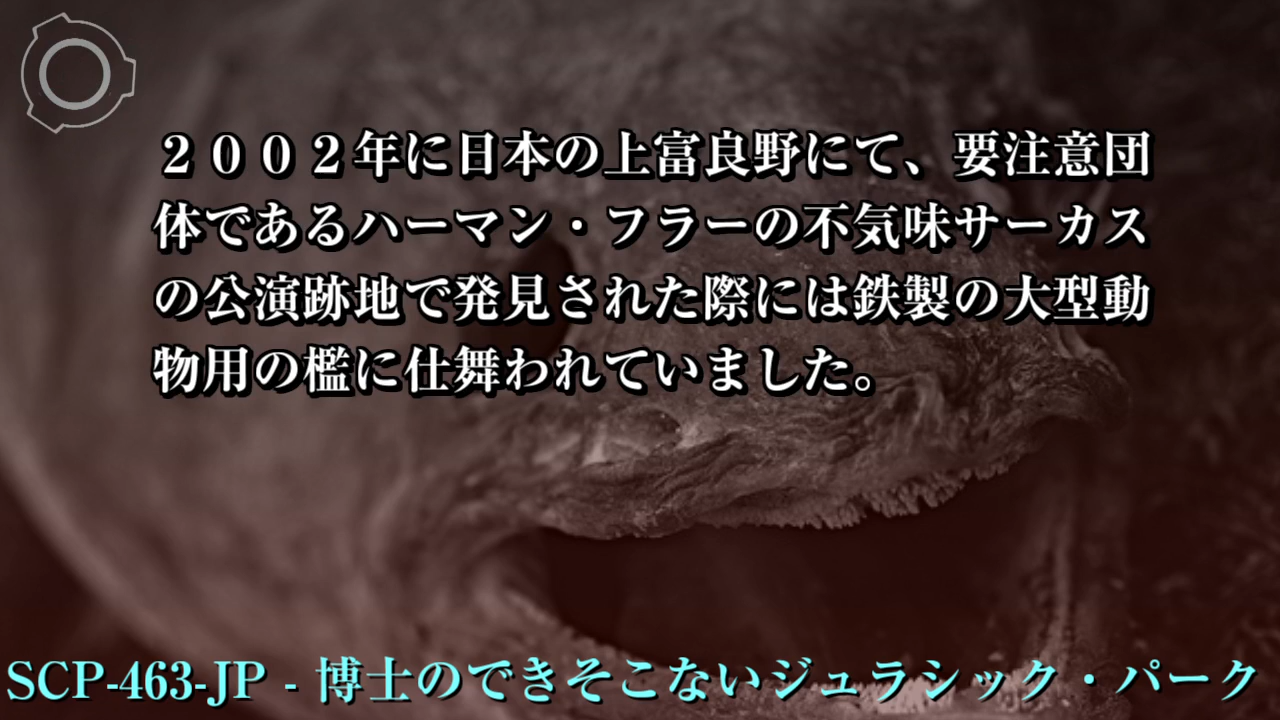 ２００２年に日本の上富良野にて、要注意団
体であるハーマン・フラーの不気味サーカス
の公演跡地で発見された際には鉄製の大型動
物用の檻に仕舞われていました。
SCP-463-JP - 博士のできそこないジュラシック・パーク